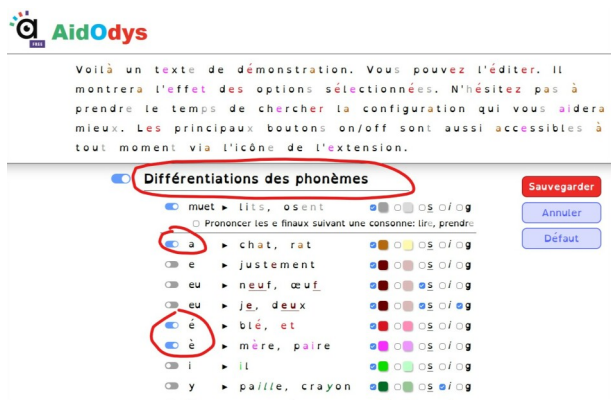 FREE
AidOdys
Voilà un texte de démonstration. Vous pouvez l'éditer. Il
montrera l'effet des options sélectionnées. N'hésitez pas à
prendre le temps de chercher la configuration qui vous aidera
mieux. Les principaux boutons on/off sont aussi accessibles à
tout moment via l'icône de l'extension.
Différentiations des phonèmes
Sauvegarder
muet ▸ lits, osent s i g
Annuler
Prononcer les e finaux suivant une consonne: lire, prendre
Défaut
a ▸ chat, rat s i g
e ▸ justement s i g
eu ▸ neuf, œuf s i g
eu ▸ je, deux s i g
é ▸ blé, et s i g
è ▸ mère, paire s i g
i ▸ il s i g
y ▸ paille, crayon s i g